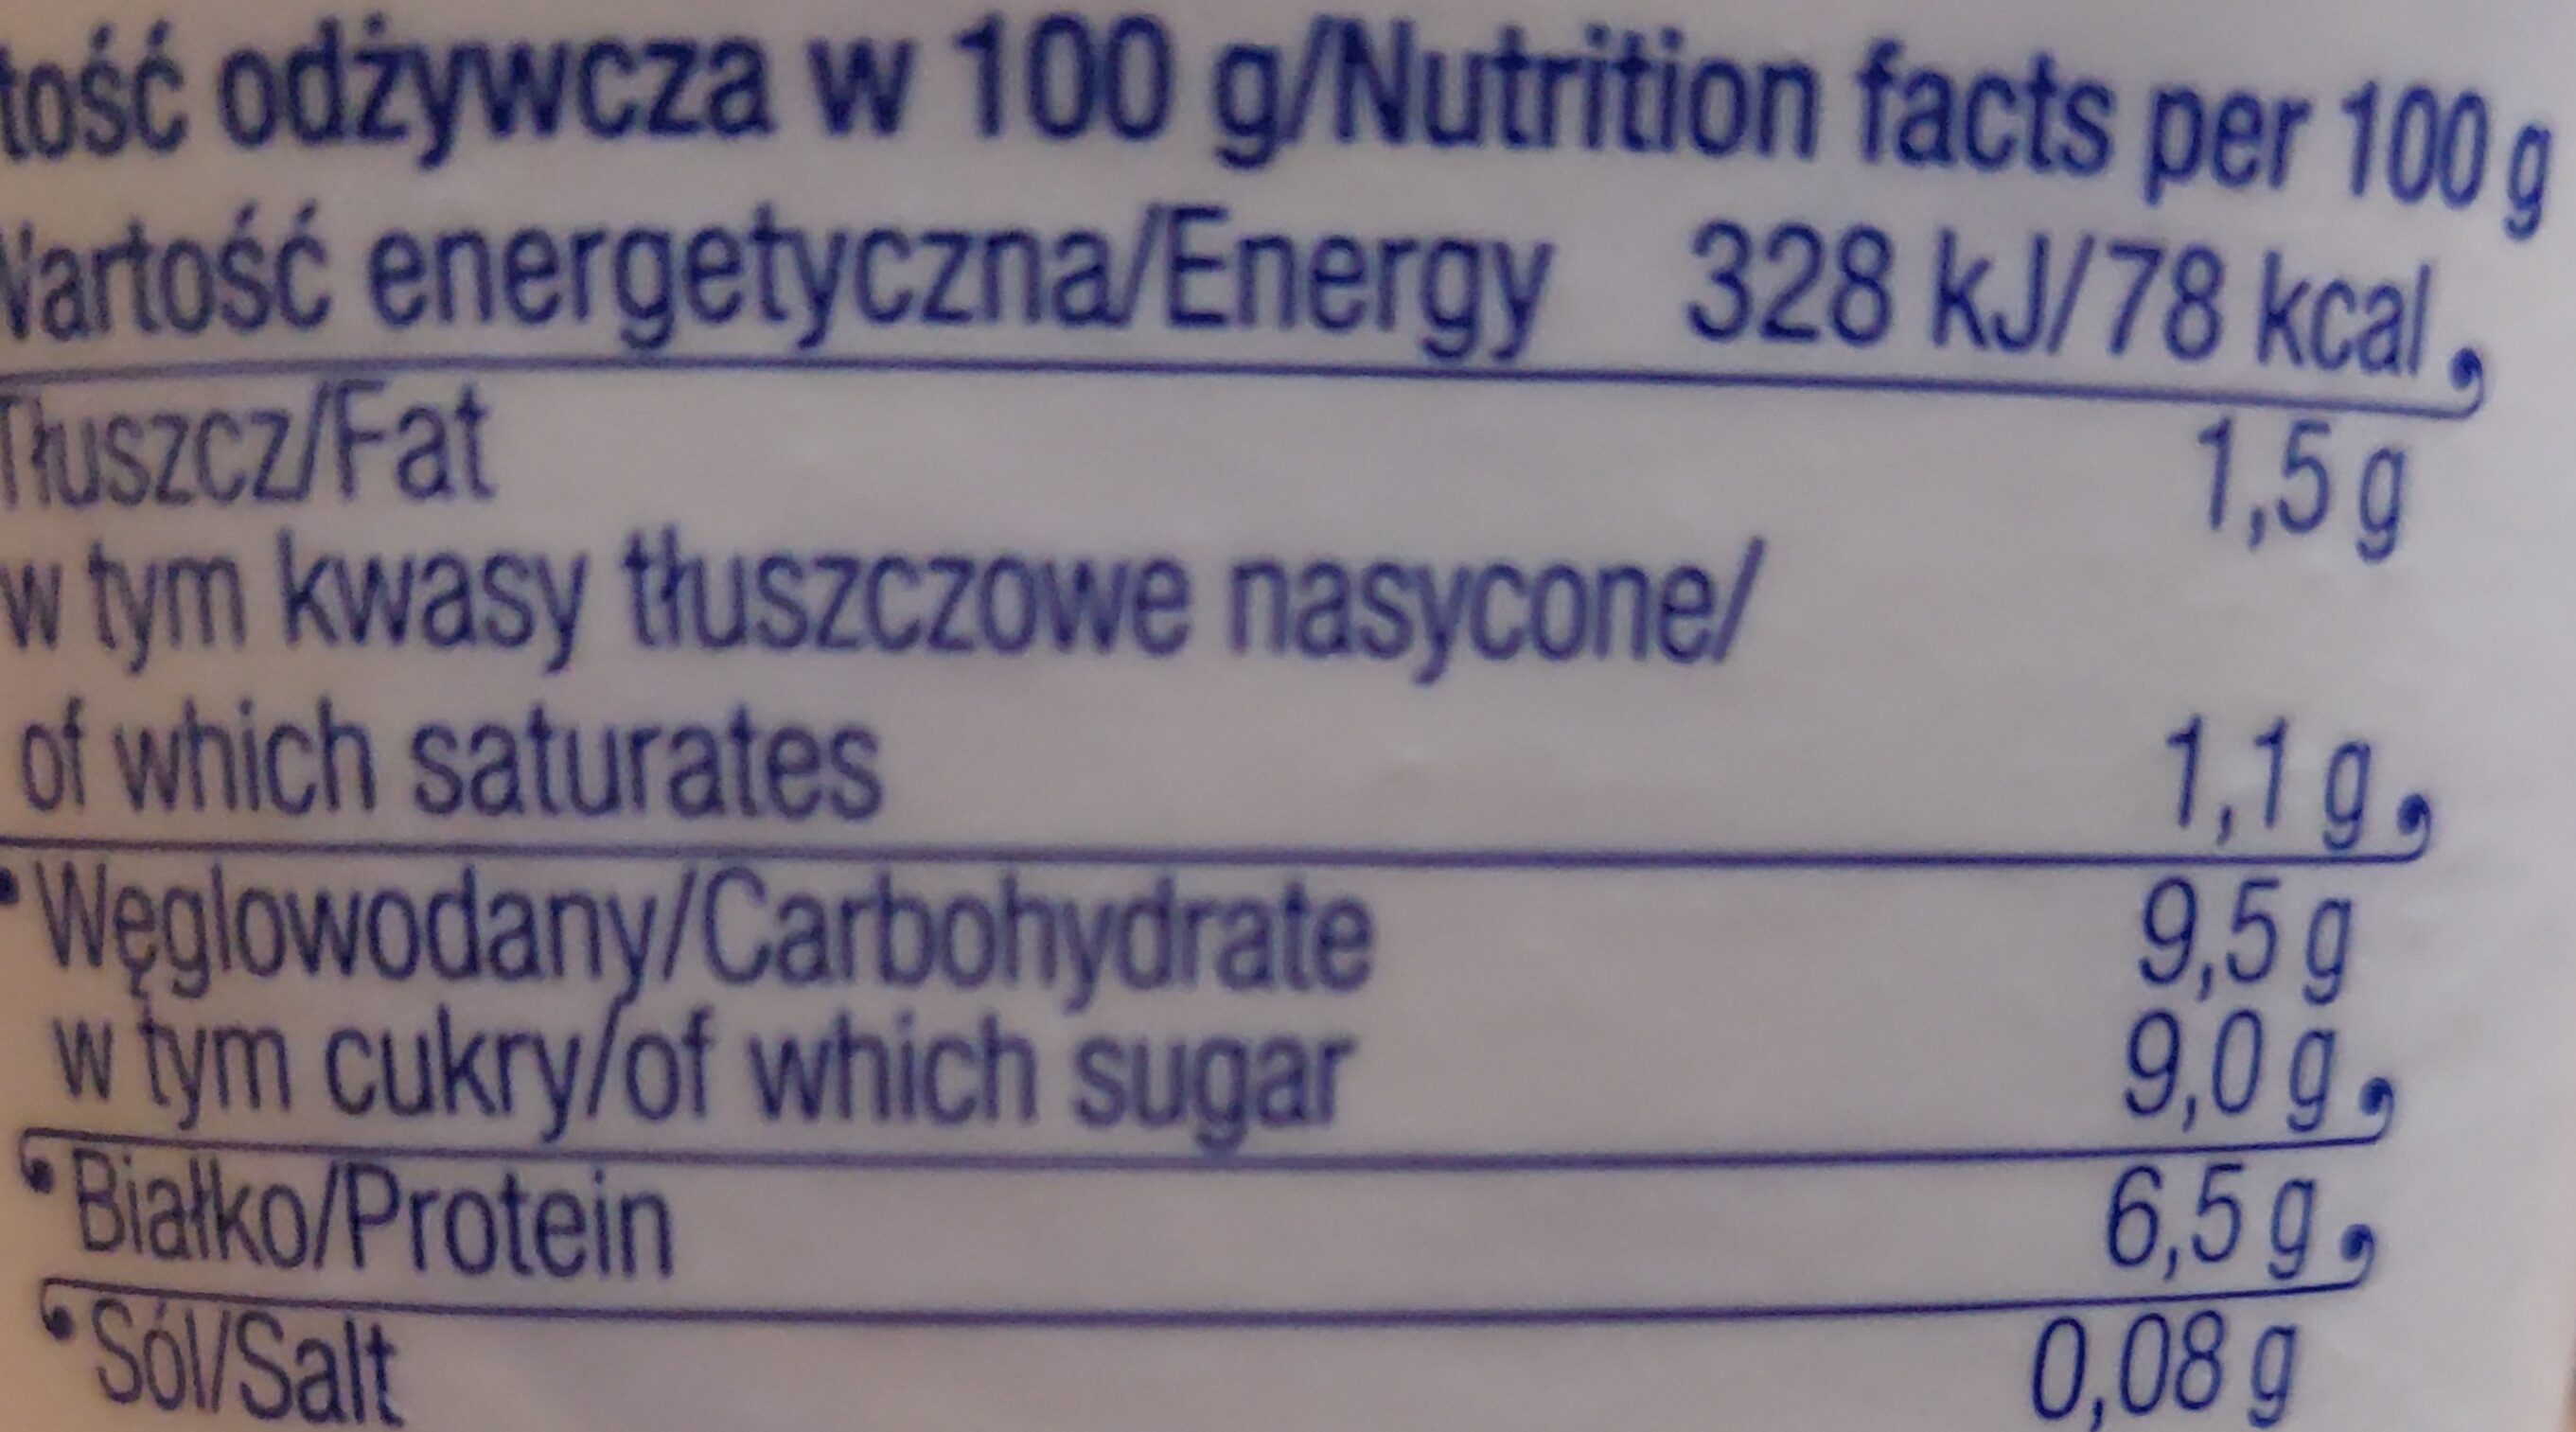 tość odżywcza w 100 g/Nutrition facts per 100 g
Wartość energetyczna/Energy 328 kJ/78 kcal
Tłuszcz/Fat 1,5 g
w tym kwasy tłuszczowe nasycone/
of which saturates 1,1 g
Węglowodany/Carbohydrate 9,5 g
w tym cukry/of which sugar 9,0 g
Białko/Protein 6,5 g
Sól/Salt 0,08 g